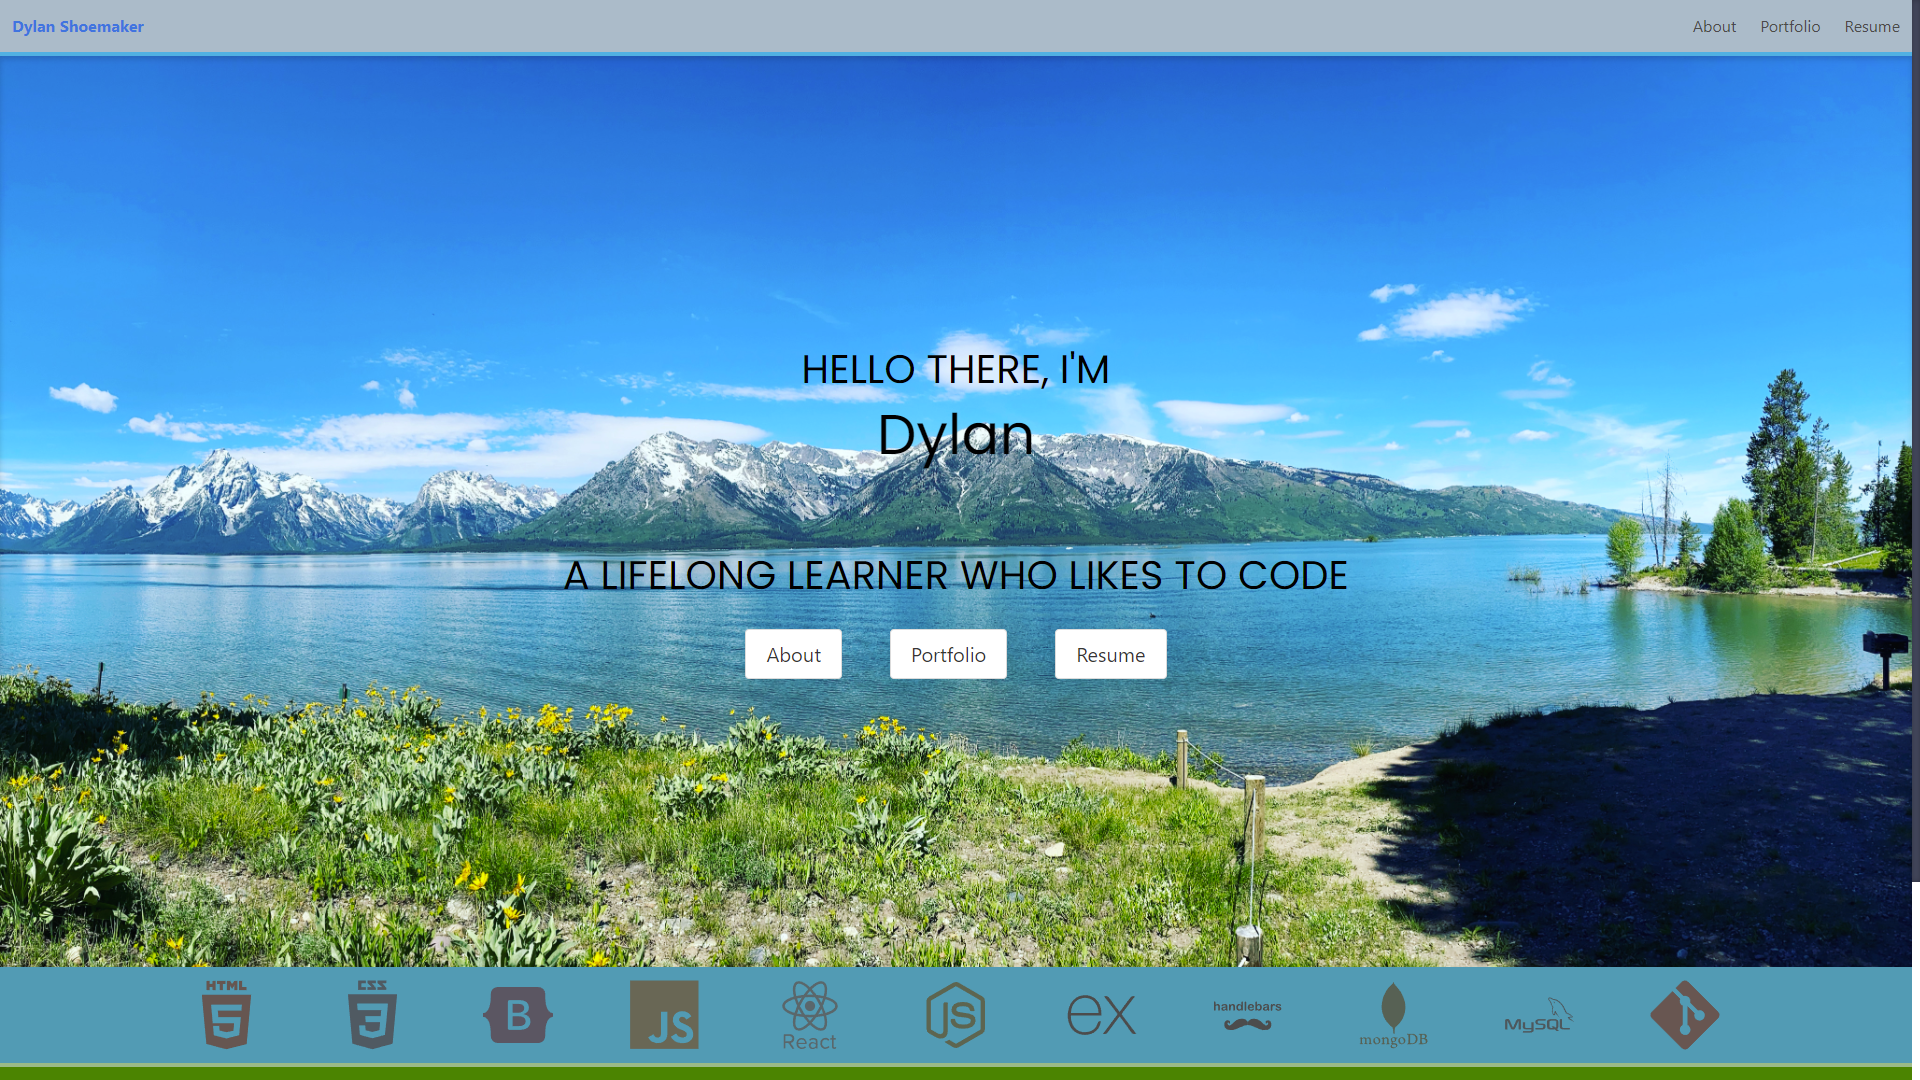 Dylan Shoemaker
About Portfolio Resume
HELLO THERE, I'M
Dylan
A LIFELONG LEARNER WHO LIKES TO CODE
About Portfolio Resume
HTML 5
CSS 3
B
JS
React
JS
ex
handlebars
mongoDB
MySQL